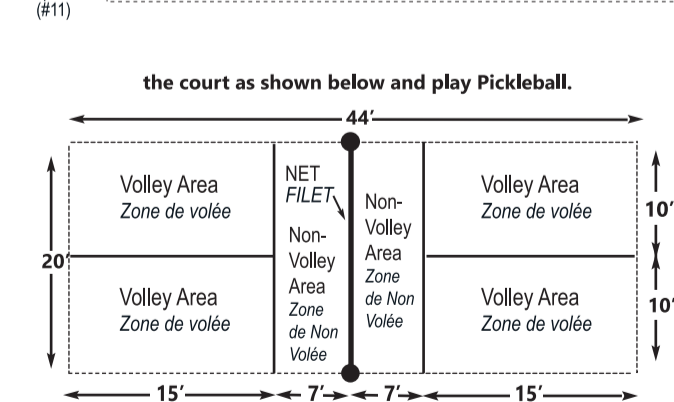 (#11)
the court as shown below and play Pickleball.
44′
Volley Area
Zone de volée
NET
FILET
Non-
Volley
Area
Zone
de Non
Volée
Non-
Volley
Area
Zone
de Non
Volée
Volley Area
Zone de volée
10′
20′
Volley Area
Zone de volée
Volley Area
Zone de volée
10′
15′
7′
7′
15′